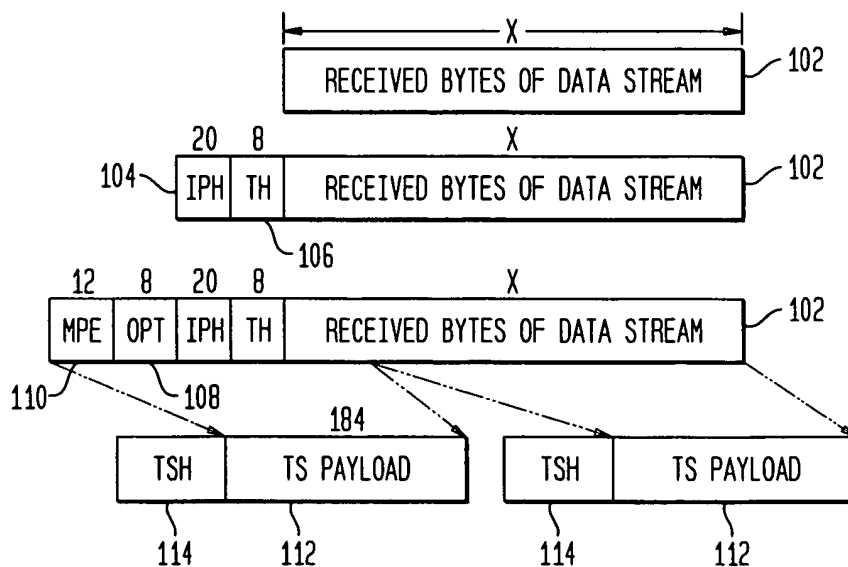 X
RECEIVED BYTES OF DATA STREAM 102
20 8 X
104 IPH TH RECEIVED BYTES OF DATA STREAM 102
106
12 8 20 8 X
MPE OPT IPH TH RECEIVED BYTES OF DATA STREAM 102
110 108
184
TSH TS PAYLOAD TSH TS PAYLOAD
114 112 114 112